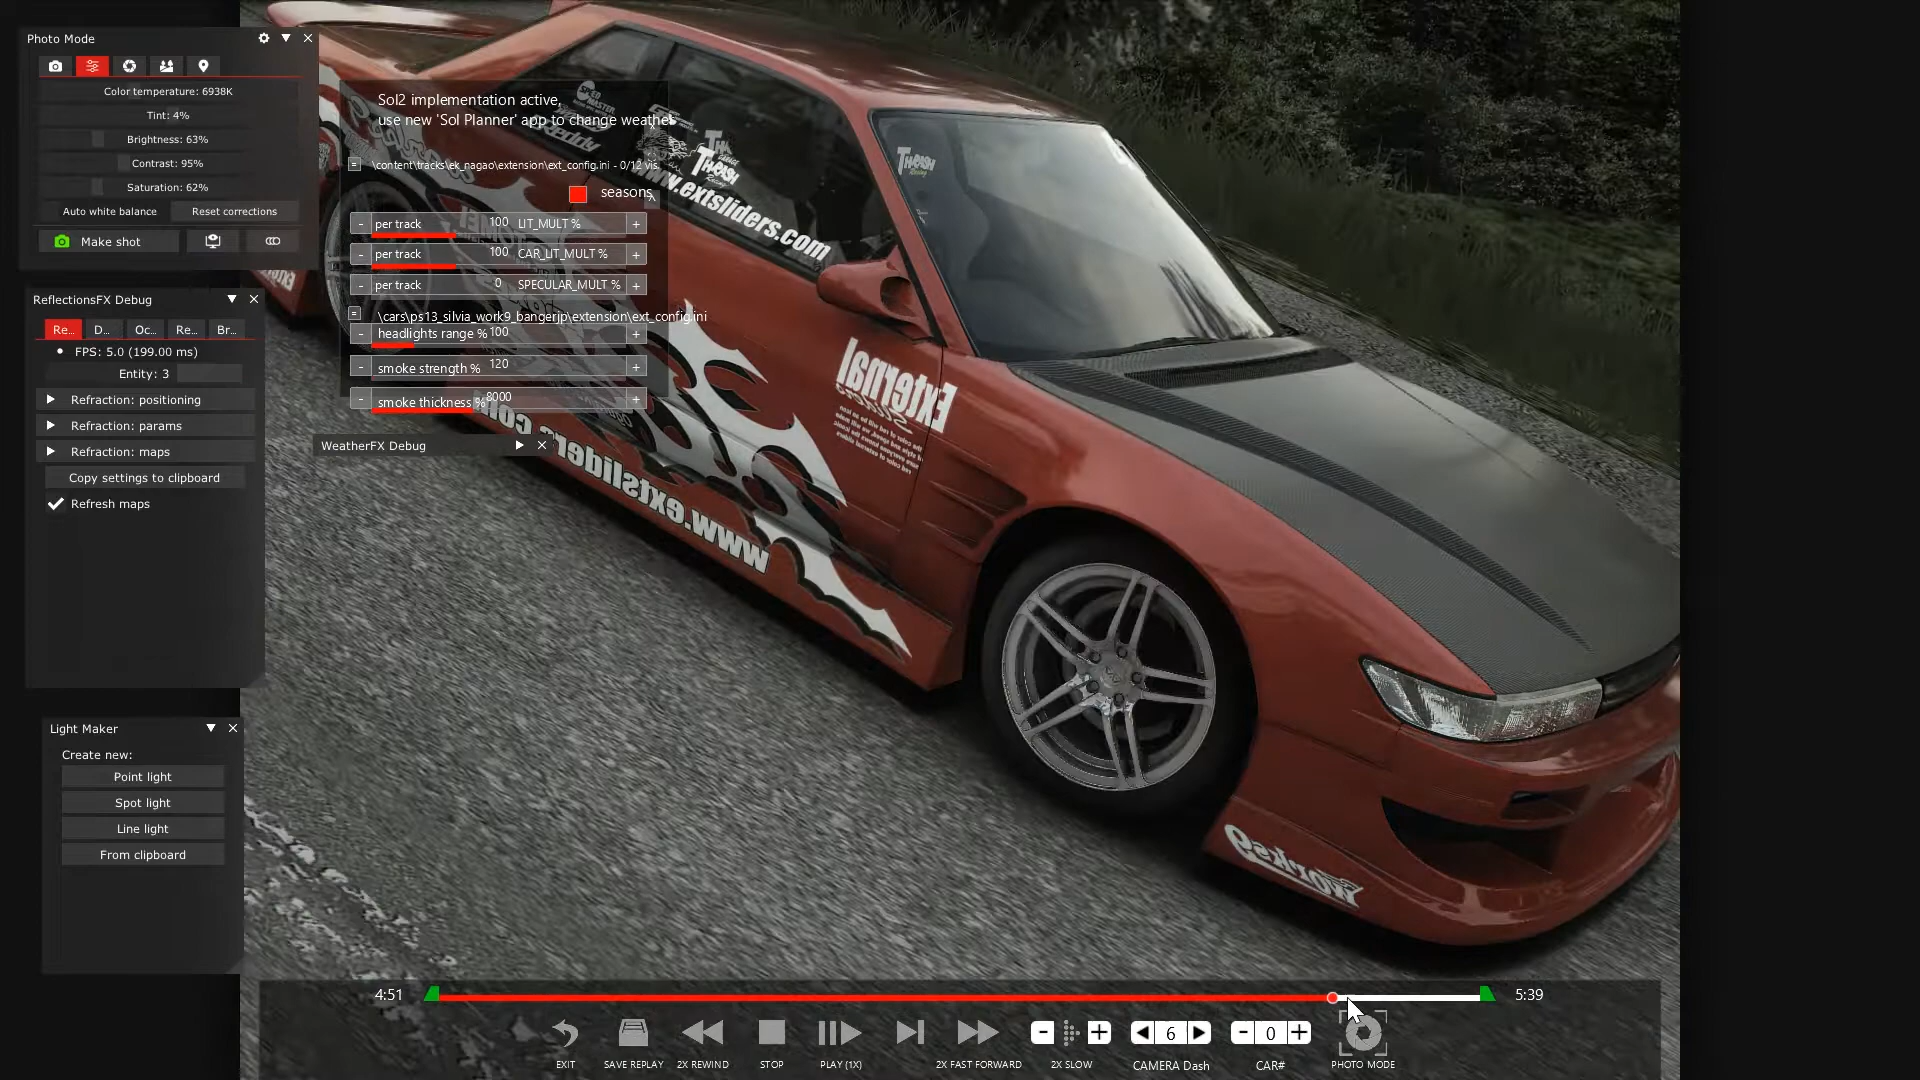 Photo Mode
Color temperature: 6938K
Tint: 4%
Brightness: 63%
Contrast: 95%
Saturation: 62%
Auto white balance
Reset corrections
Make shot
ReflectionsFX Debug
Re...
D...
Oc...
Re...
Br...
FPS: 5.0 (199.00 ms)
Entity: 3
Refraction: positioning
Refraction: params
Refraction: maps
Copy settings to clipboard
Refresh maps
Light Maker
Create new:
Point light
Spot light
Line light
From clipboard
Sol2 implementation active,
use new 'Sol Planner' app to change weather
\content\tracks\ek_nagao\extension\ext_config.ini - 0/12 vis.
seasons
- per track 100 LIT_MULT % +
- per track 100 CAR_LIT_MULT % +
- per track 0 SPECULAR_MULT % +
\cars\ps13_silvia_work9_bangerjp\extension\ext_config.ini
headlights range % 100 +
- smoke strength % 120 +
- smoke thickness % 8000 +
WeatherFX Debug
THRASH
Racing
www.extsliders.com
External
Sliders
www.extsliders.com
Works9
4:51
5:39
EXIT
SAVE REPLAY
2X REWIND
STOP
PLAY (1X)
2X FAST FORWARD
- +
2X SLOW
6
CAMERA Dash
- 0 +
CAR#
PHOTO MODE